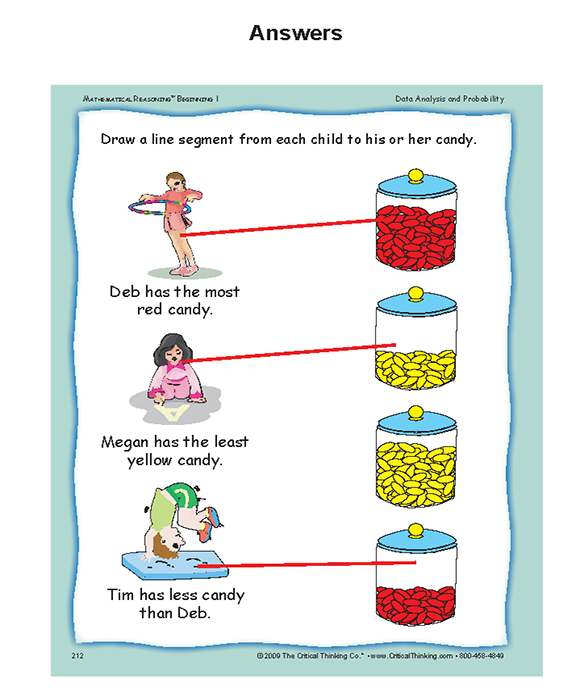 Answers
MATHEMATICAL REASONING™ BEGINNING 1
Data Analysis and Probability
Draw a line segment from each child to his or her candy.
Deb has the most
red candy.
Megan has the least
yellow candy.
Tim has less candy
than Deb.
212
©2009 The Critical Thinking Co.™ • www.CriticalThinking.com • 800-458-4849